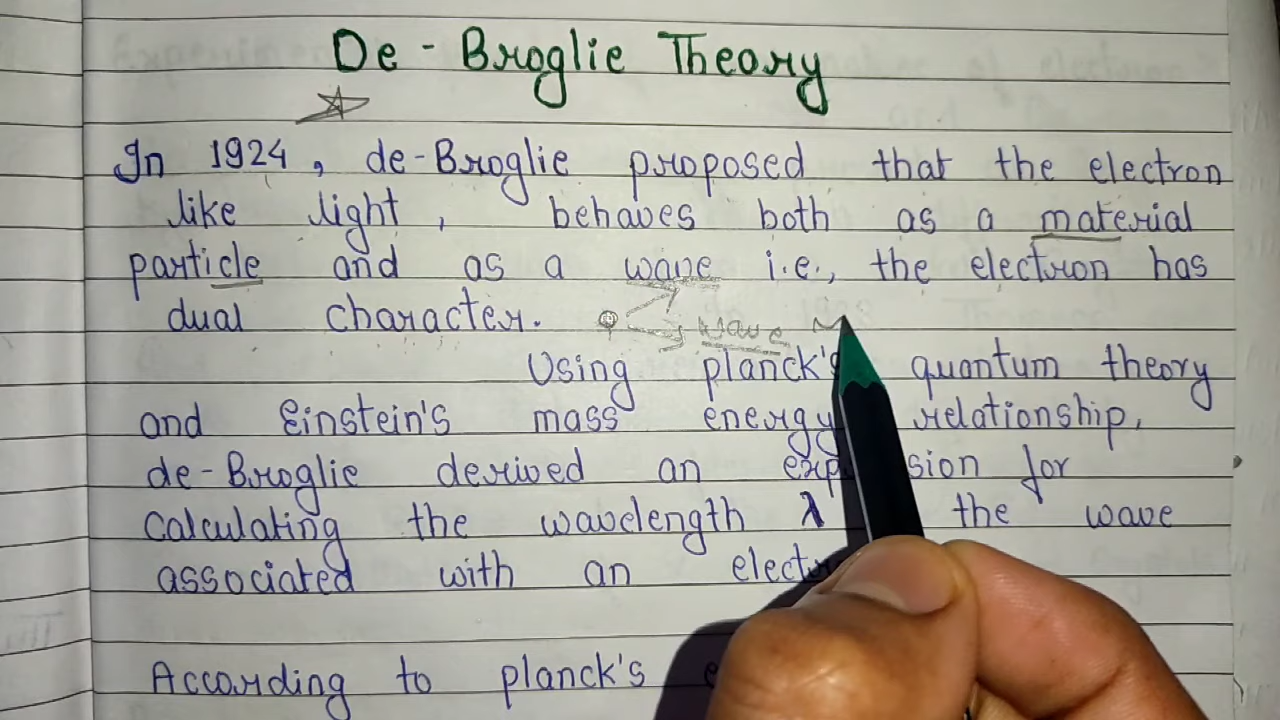 De - Broglie Theory
In 1924, de-Broglie proposed that the electron
like light, behaves both as a material
particle and as a wave i.e., the electron has
dual character.
wave
Using planck's quantum theory
and Einstein's mass energy relationship,
de-Broglie derived an expression for
calculating the wavelength λ the wave
associated with an
According to planck's